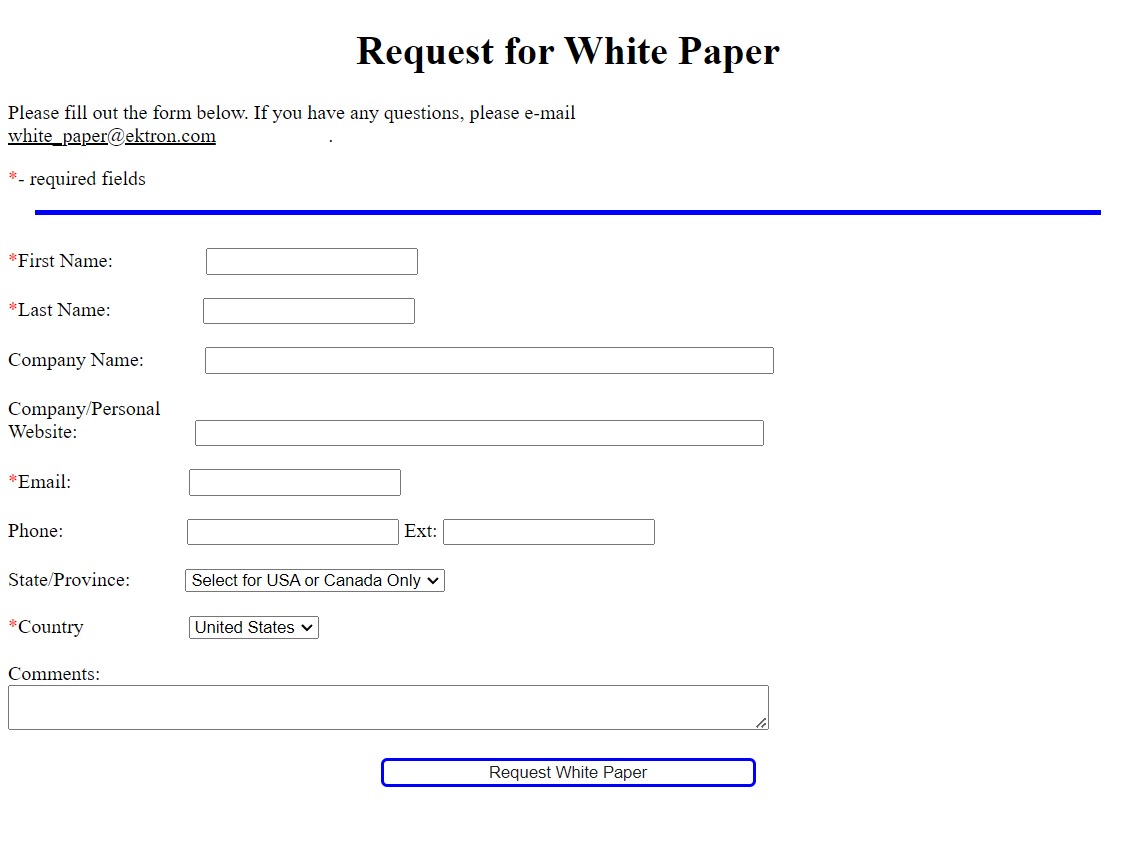 Request for White Paper
Please fill out the form below. If you have any questions, please e-mail
white_paper@ektron.com .
*- required fields
*First Name:
*Last Name:
Company Name:
Company/Personal
Website:
*Email:
Phone: Ext:
State/Province: Select for USA or Canada Only
*Country United States
Comments:
Request White Paper